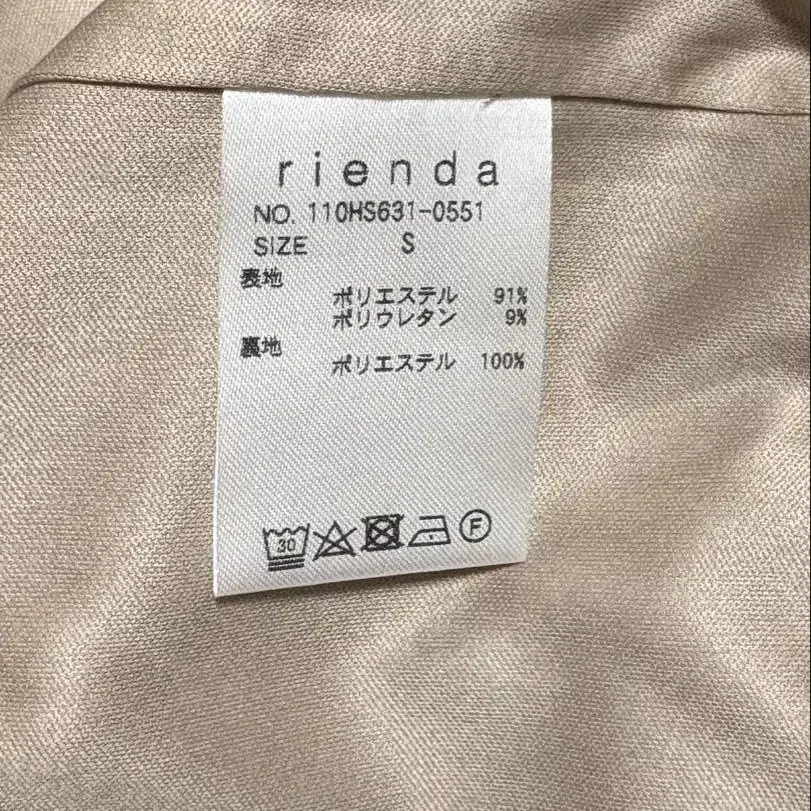 rienda
NO. 110HS631-0551
SIZE S
表地
ポリエステル 91%
ポリウレタン 9%
裏地
ポリエステル 100%
30 F